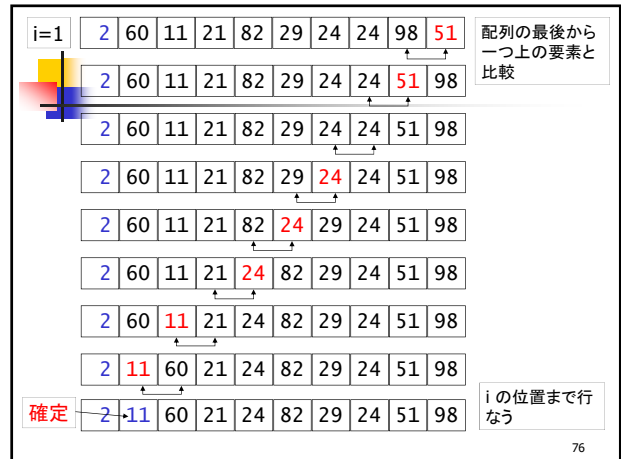 i=1
2 60 11 21 82 29 24 24 98 51
配列の最後から
一つ上の要素と
比較
2 60 11 21 82 29 24 24 51 98
2 60 11 21 82 29 24 24 51 98
2 60 11 21 82 29 24 24 51 98
2 60 11 21 82 24 29 24 51 98
2 60 11 21 24 82 29 24 51 98
2 60 11 21 24 82 29 24 51 98
2 11 60 21 24 82 29 24 51 98
確定
2 11 60 21 24 82 29 24 51 98
i の位置まで行
なう
76